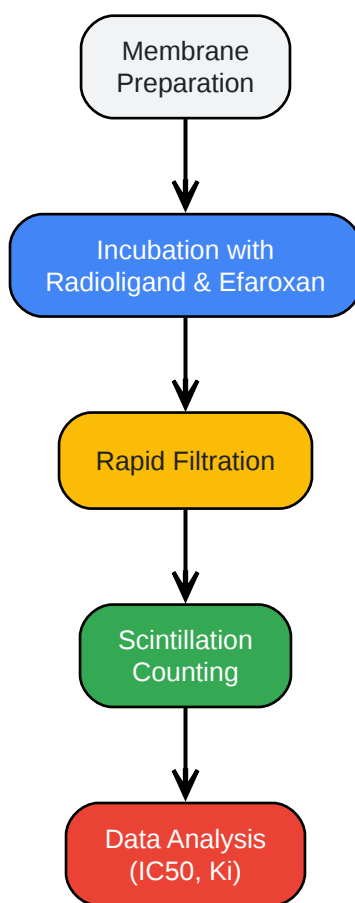 Membrane
Preparation
Incubation with
Radioligand & Efaroxan
Rapid Filtration
Scintillation
Counting
Data Analysis
(IC50, Ki)